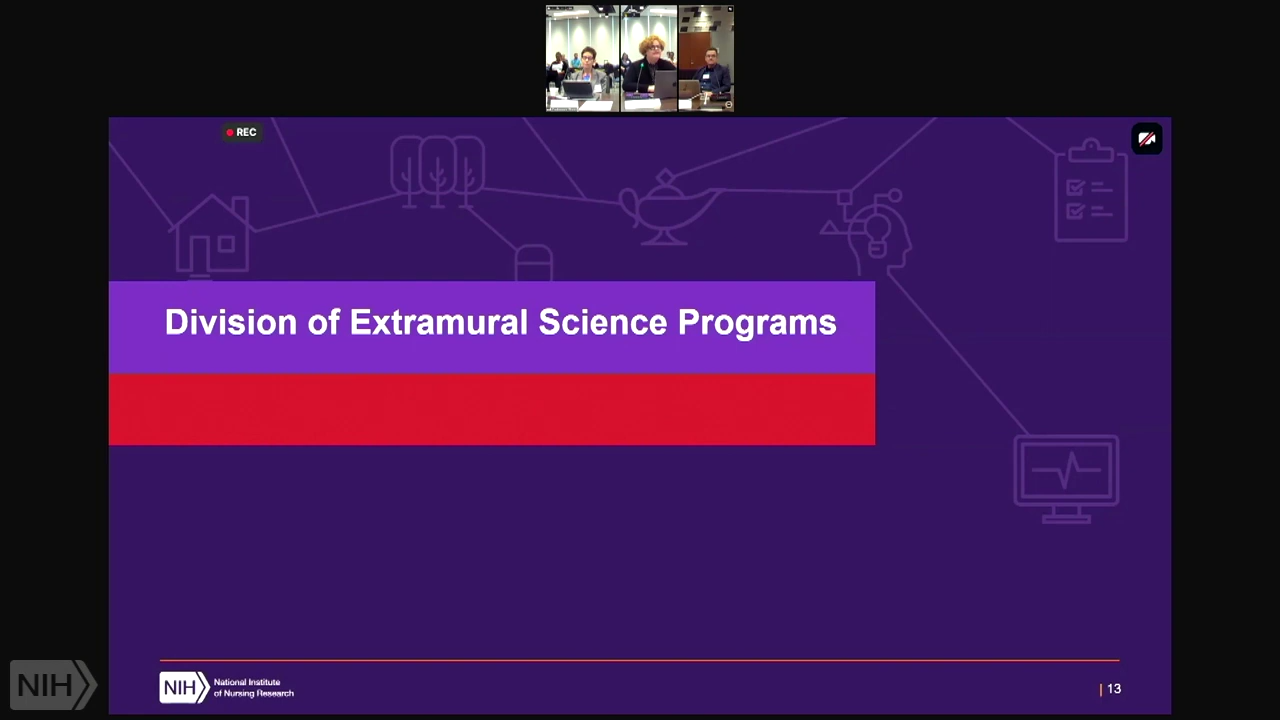 REC
Division of Extramural Science Programs
NIH
National Institute
of Nursing Research
| 13
NIH